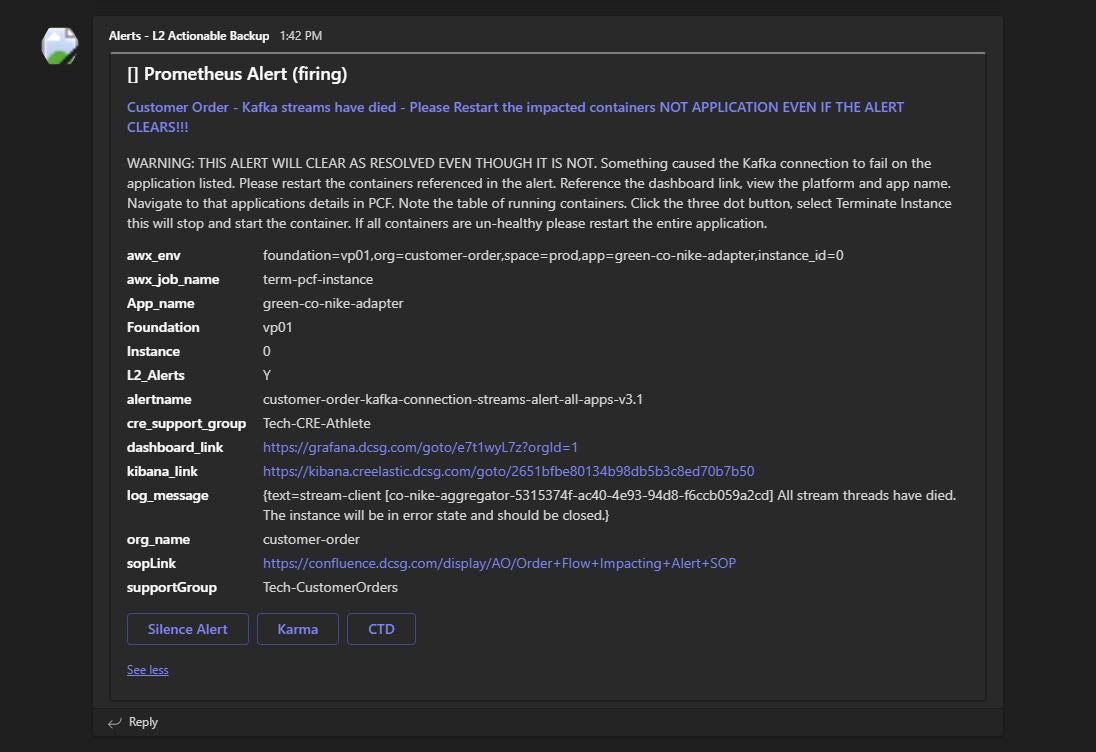 Alerts - L2 Actionable Backup 1:42 PM
[] Prometheus Alert (firing)
Customer Order - Kafka streams have died - Please Restart the impacted containers NOT APPLICATION EVEN IF THE ALERT
CLEARS!!!
WARNING: THIS ALERT WILL CLEAR AS RESOLVED EVEN THOUGH IT IS NOT. Something caused the Kafka connection to fail on the
application listed. Please restart the containers referenced in the alert. Reference the dashboard link, view the platform and app name.
Navigate to that applications details in PCF. Note the table of running containers. Click the three dot button, select Terminate Instance
this will stop and start the container. If all containers are un-healthy please restart the entire application.
awx_env foundation=vp01,org=customer-order,space=prod,app=green-co-nike-adapter,instance_id=0
awx_job_name term-pcf-instance
App_name green-co-nike-adapter
Foundation vp01
Instance 0
L2_Alerts Y
alertname customer-order-kafka-connection-streams-alert-all-apps-v3.1
cre_support_group Tech-CRE-Athlete
dashboard_link https://grafana.dcsg.com/goto/e7t1wyL7z?orgId=1
kibana_link https://kibana.creelastic.dcsg.com/goto/2651bfbe80134b98db5b3c8ed70b7b50
log_message {text=stream-client [co-nike-aggregator-5315374f-ac40-4e93-94d8-f6ccb059a2cd] All stream threads have died.
The instance will be in error state and should be closed.}
org_name customer-order
sopLink https://confluence.dcsg.com/display/AO/Order+Flow+Impacting+Alert+SOP
supportGroup Tech-CustomerOrders
Silence Alert Karma CTD
See less
Reply